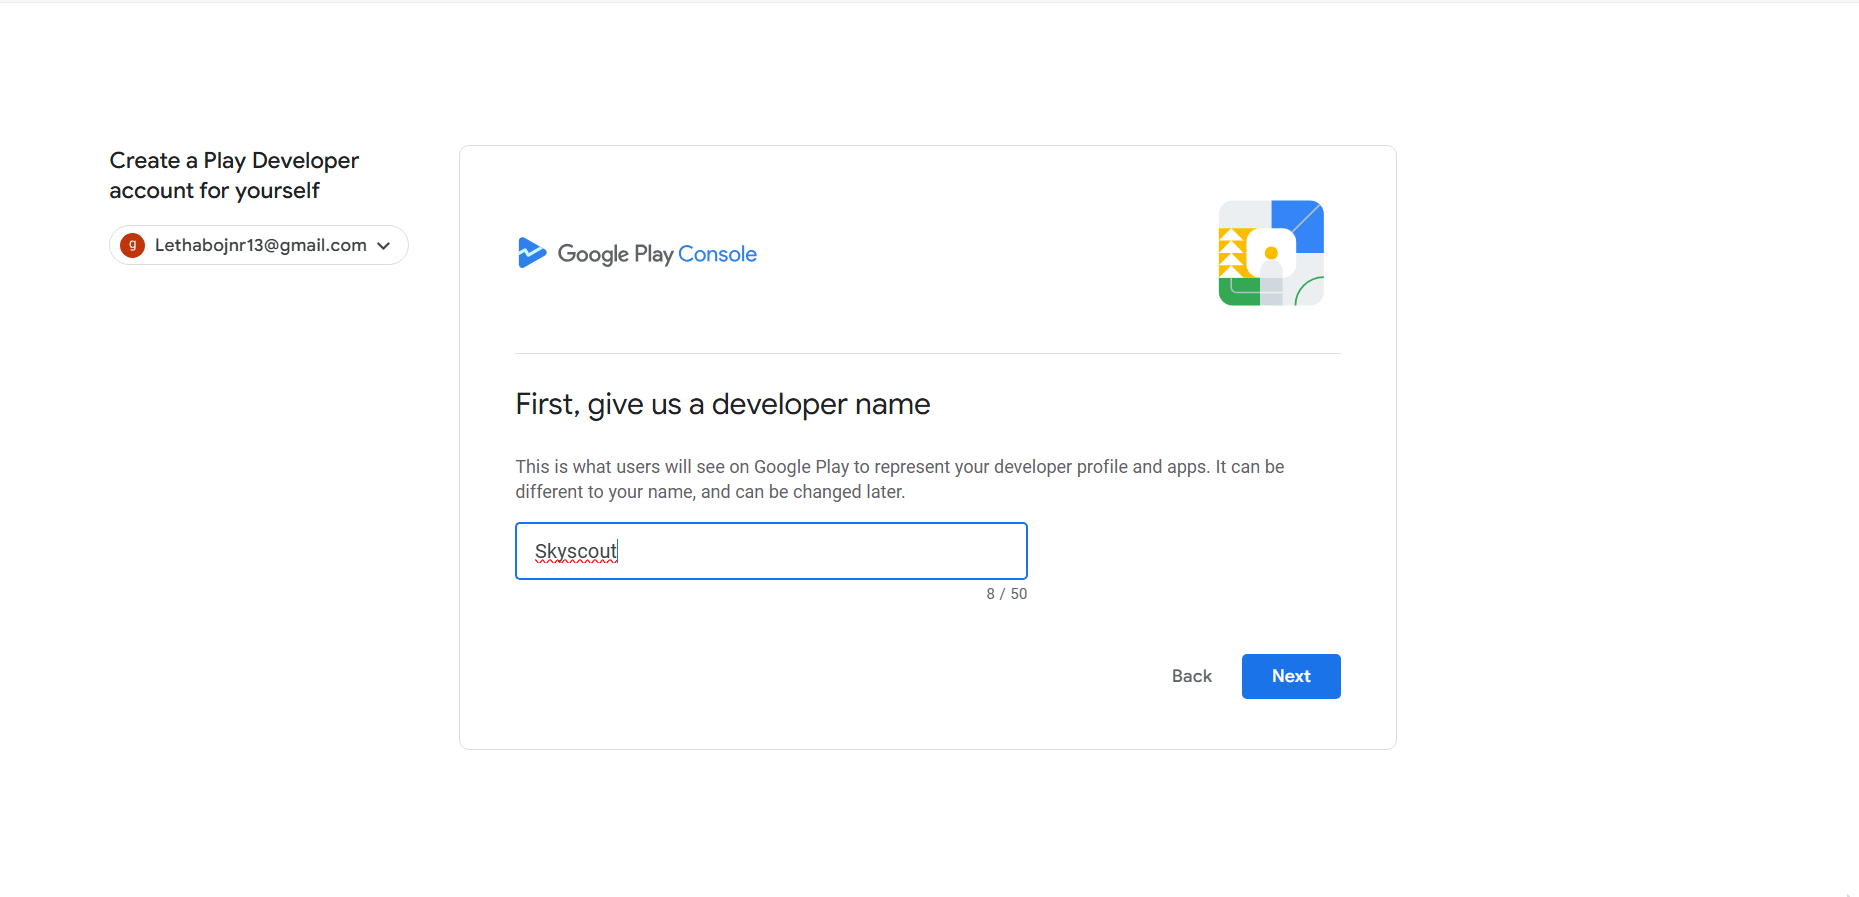 Create a Play Developer
account for yourself
g Lethabojnr13@gmail.com
Google Play Console
First, give us a developer name
This is what users will see on Google Play to represent your developer profile and apps. It can be
different to your name, and can be changed later.
Skyscout
8 / 50
Back Next